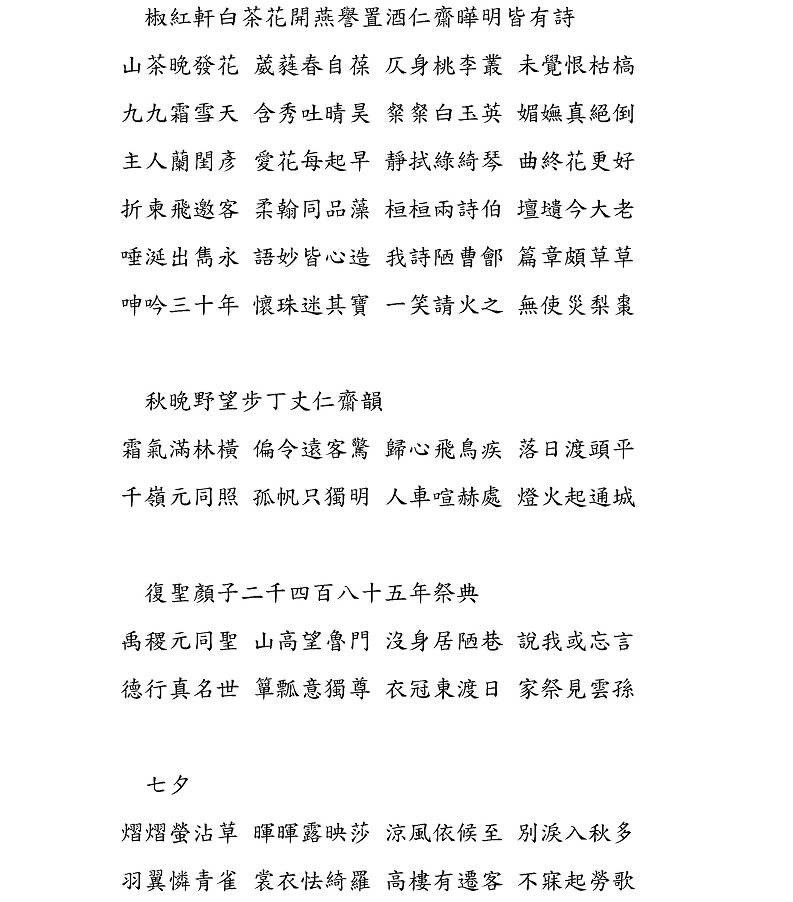 椒紅軒白茶花開燕譽置酒仁齋曄明皆有詩
山茶晚發花 葳蕤春自葆 仄身桃李叢 未覺恨枯槁
九九霜雪天 含秀吐晴昊 粲粲白玉英 媚嫵真絕倒
主人蘭閨彥 愛花每起早 靜拭綠綺琴 曲終花更好
折柬飛邀客 柔翰同品藻 桓桓兩詩伯 壇壝今大老
唾涎出雋永 語妙皆心造 我詩陋曹鄶 篇章頗草草
呻吟三十年 懷珠迷其寶 一笑請火之 無使災梨棗
秋晚野望步丁丈仁齋韻
霜氣滿林橫 偏令遠客驚 歸心飛鳥疾 落日渡頭平
千嶺元同照 孤帆只獨明 人車喧赫處 燈火起通城
復聖顏子二千四百八十五年祭典
禹稷元同聖 山高望魯門 沒身居陋巷 說我或忘言
德行真名世 簞瓢意獨尊 衣冠東渡日 家祭見雲孫
七夕
熠熠螢沾草 暉暉露映莎 涼風依候至 別淚入秋多
羽翼憐青雀 裳衣怯綺羅 高樓有遷客 不寐起勞歌